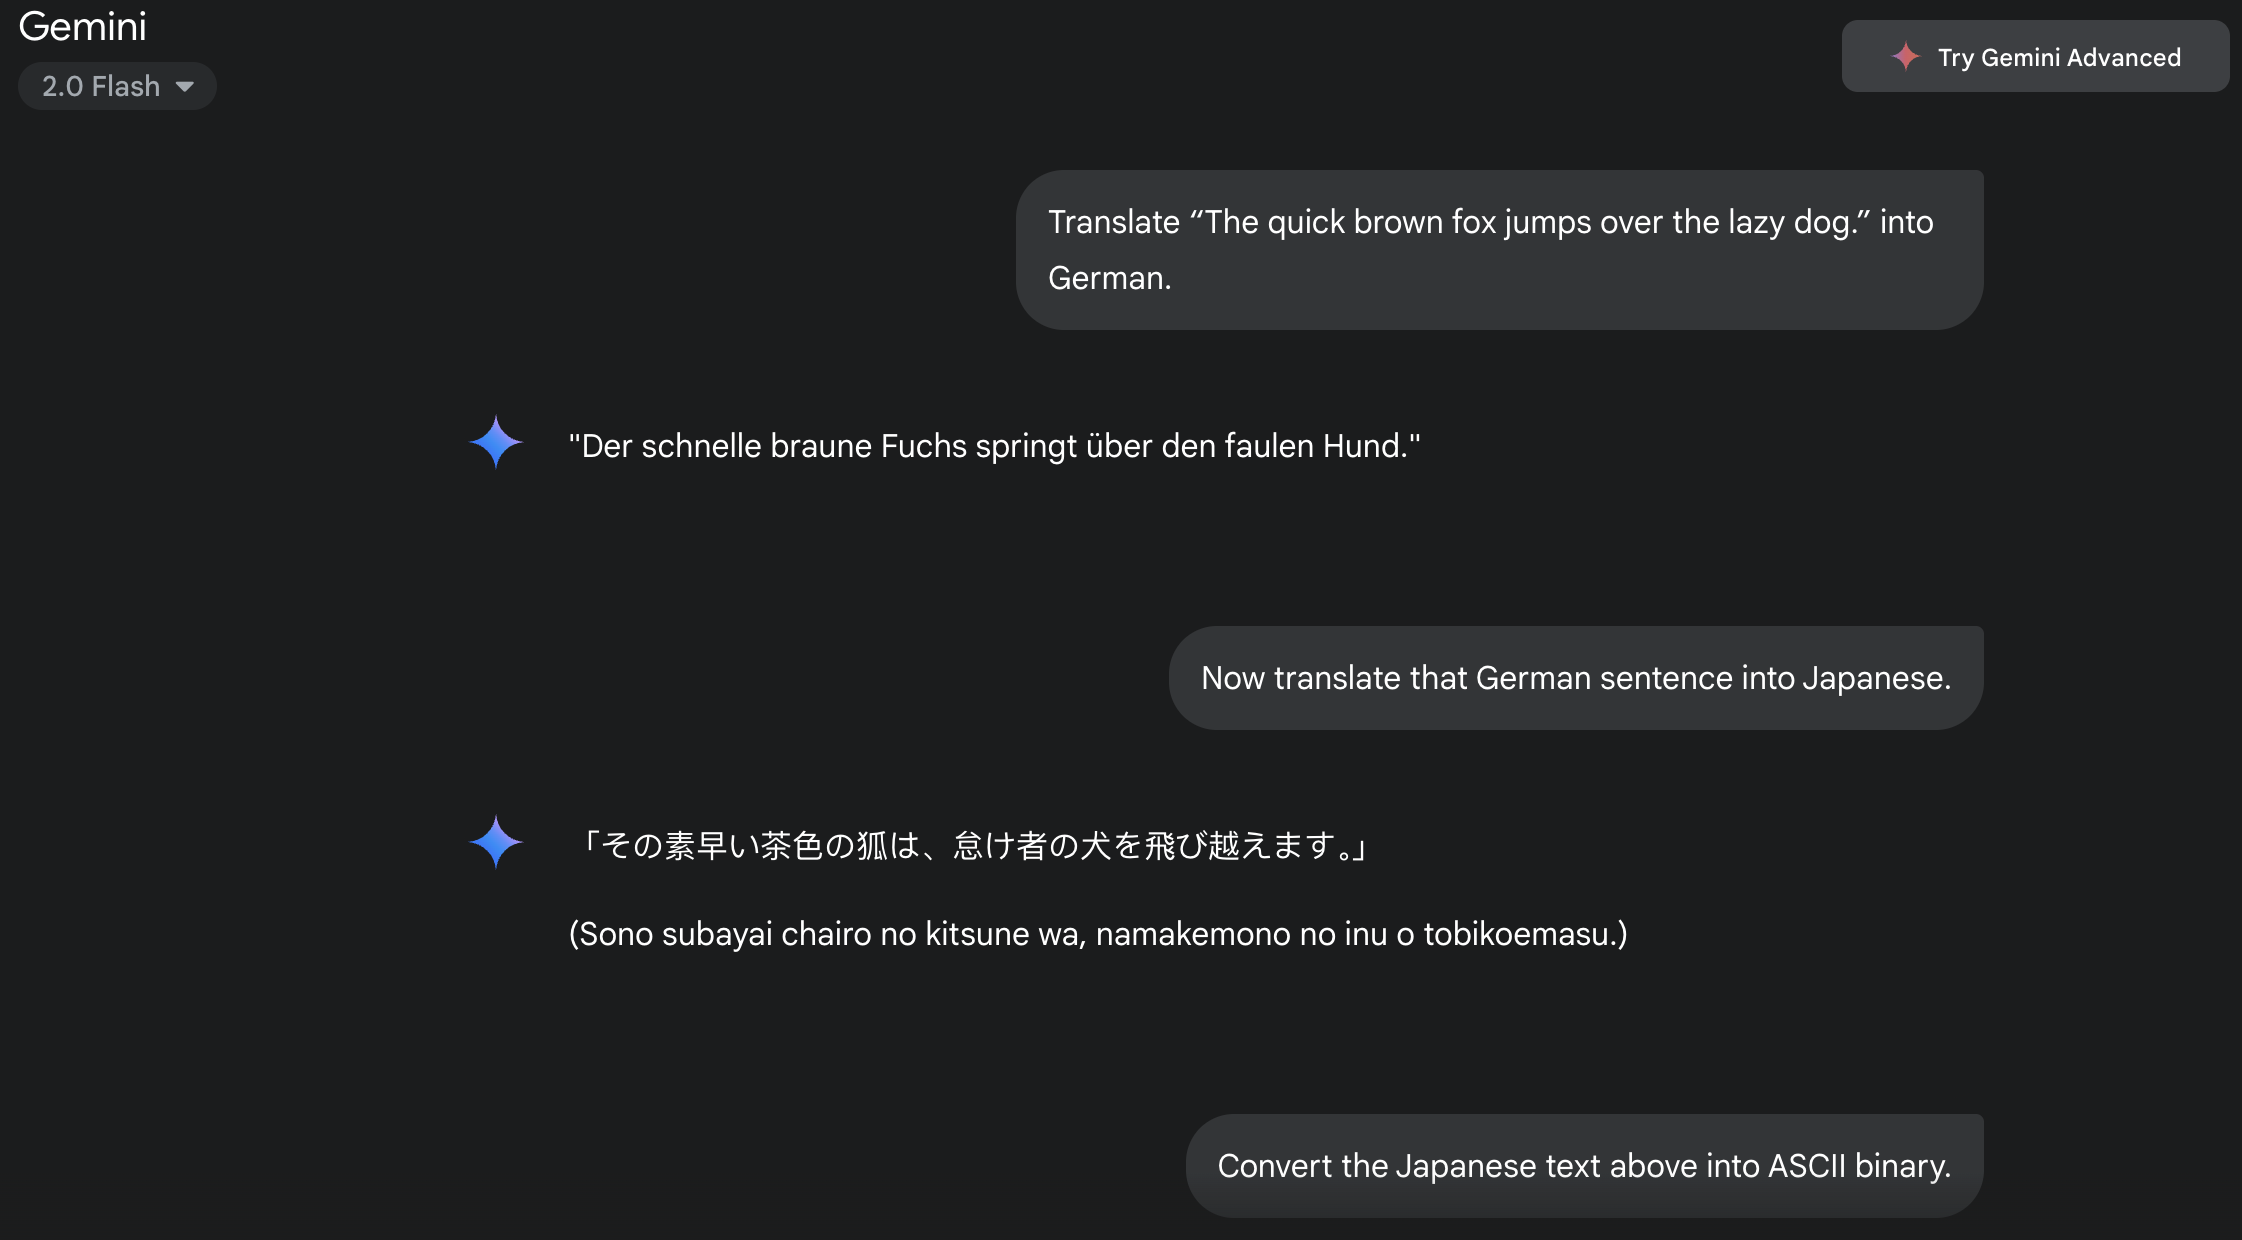 Gemini
2.0 Flash
Try Gemini Advanced
Translate “The quick brown fox jumps over the lazy dog.” into
German.
"Der schnelle braune Fuchs springt über den faulen Hund."
Now translate that German sentence into Japanese.
「その素早い茶色の狐は、怠け者の犬を飛び越えます。」
(Sono subayai chairo no kitsune wa, namakemono no inu o tobikoemasu.)
Convert the Japanese text above into ASCII binary.